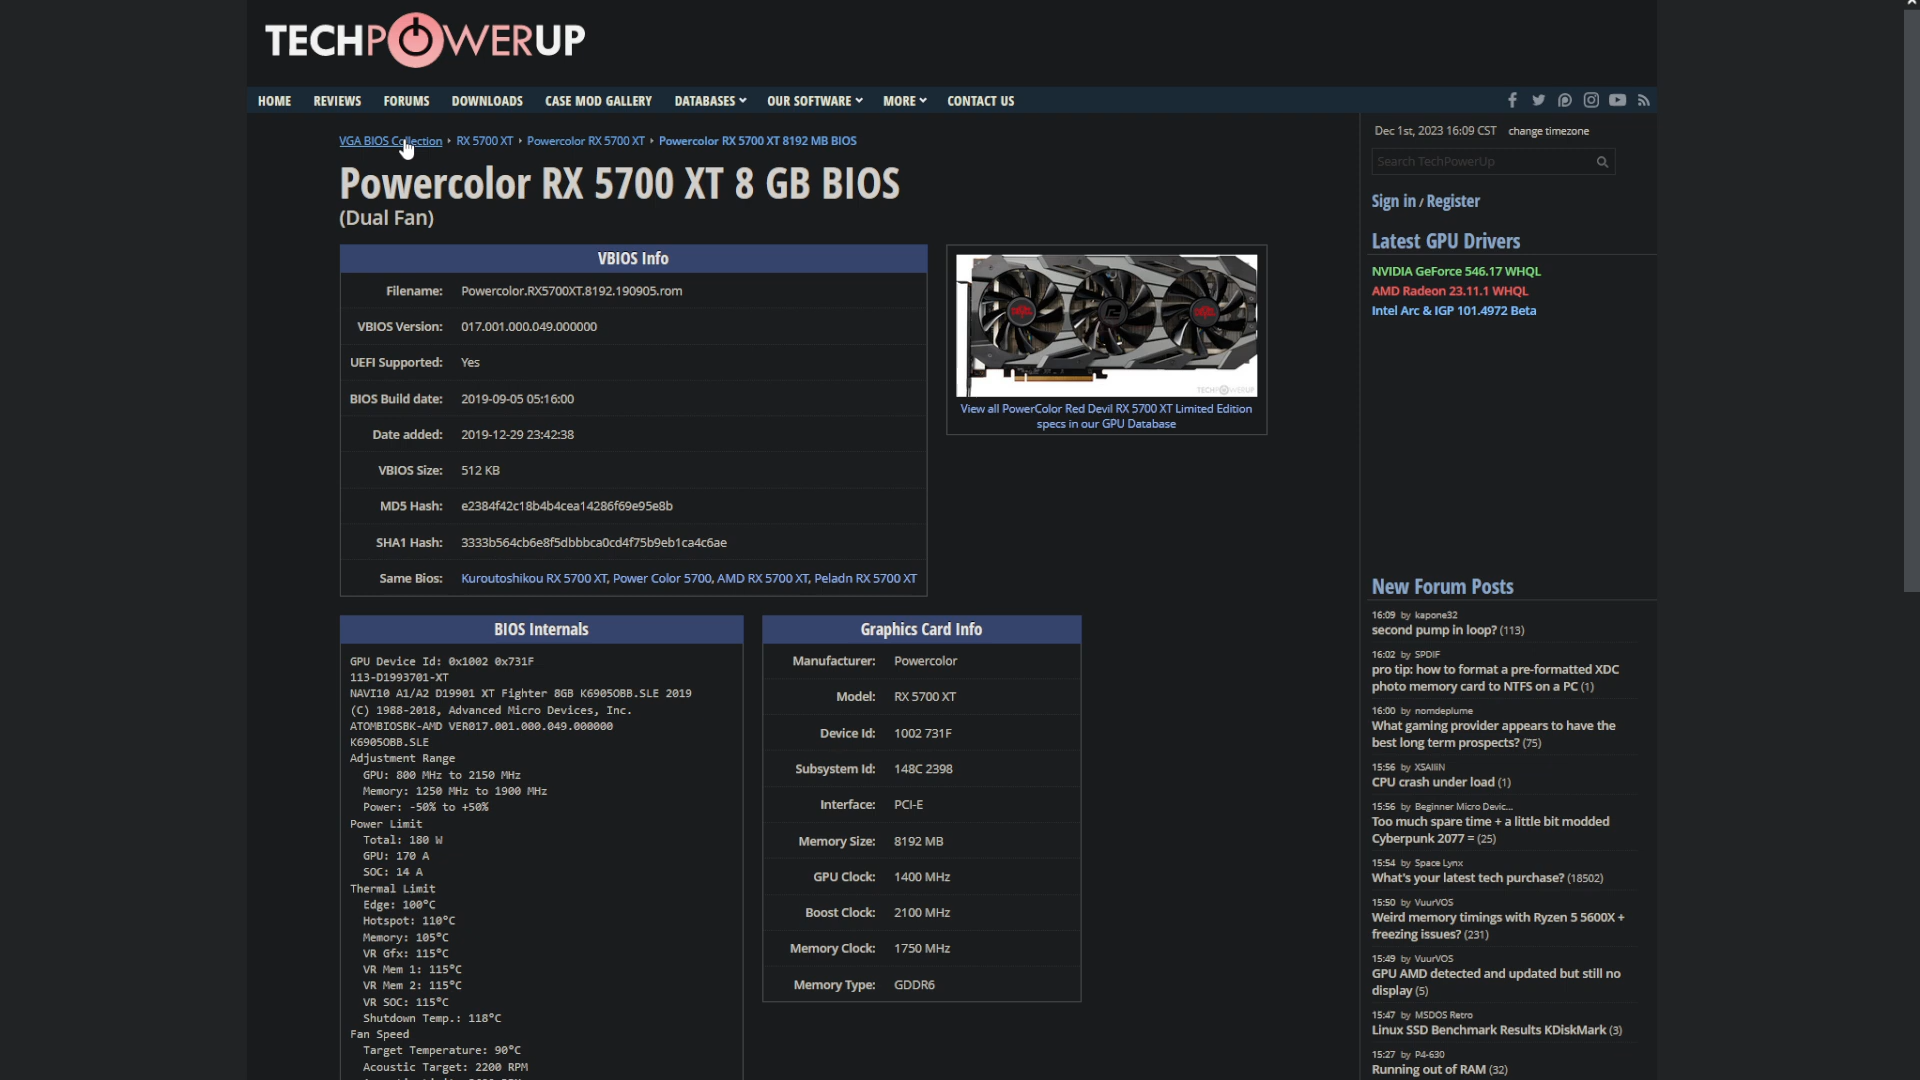 TECHPOWERUP
HOME REVIEWS FORUMS DOWNLOADS CASE MOD GALLERY DATABASES OUR SOFTWARE MORE CONTACT US
VGA BIOS Collection › RX 5700 XT › Powercolor RX 5700 XT › Powercolor RX 5700 XT 8192 MB BIOS
Powercolor RX 5700 XT 8 GB BIOS
(Dual Fan)
VBIOS Info
Filename: Powercolor.RX5700XT.8192.190905.rom
VBIOS Version: 017.001.000.049.000000
UEFI Supported: Yes
BIOS Build date: 2019-09-05 05:16:00
Date added: 2019-12-29 23:42:38
VBIOS Size: 512 KB
MD5 Hash: e2384f42c18b4b4cea14286f69e95e8b
SHA1 Hash: 3333b564cb6e8f5dbbbca0cd4f75b9eb1ca4c6ae
Same Bios: Kuroutoshikou RX 5700 XT, Power Color 5700, AMD RX 5700 XT, Peladn RX 5700 XT
TECHPOWERUP
View all PowerColor Red Devil RX 5700 XT Limited Edition
specs in our GPU Database
BIOS Internals
GPU Device Id: 0x1002 0x731F
113-D1993701-XT
NAVI10 A1/A2 D19901 XT Fighter 8GB K6905OBB.SLE 2019
(C) 1988-2018, Advanced Micro Devices, Inc.
ATOMBIOSBK-AMD VER017.001.000.049.000000
K6905OBB.SLE
Adjustment Range
GPU: 800 MHz to 2150 MHz
Memory: 1250 MHz to 1900 MHz
Power: -50% to +50%
Power Limit
Total: 180 W
GPU: 170 A
SOC: 14 A
Thermal Limit
Edge: 100°C
Hotspot: 110°C
Memory: 105°C
VR Gfx: 115°C
VR Mem 1: 115°C
VR Mem 2: 115°C
VR SOC: 115°C
Shutdown Temp.: 118°C
Fan Speed
Target Temperature: 90°C
Acoustic Target: 2200 RPM
Graphics Card Info
Manufacturer: Powercolor
Model: RX 5700 XT
Device Id: 1002 731F
Subsystem Id: 148C 2398
Interface: PCI-E
Memory Size: 8192 MB
GPU Clock: 1400 MHz
Boost Clock: 2100 MHz
Memory Clock: 1750 MHz
Memory Type: GDDR6
Dec 1st, 2023 16:09 CST change timezone
Search TechPowerUp
Sign in / Register
Latest GPU Drivers
NVIDIA GeForce 546.17 WHQL
AMD Radeon 23.11.1 WHQL
Intel Arc & IGP 101.4972 Beta
New Forum Posts
16:09 by kapone32
second pump in loop? (113)
16:02 by SPDIF
pro tip: how to format a pre-formatted XDC
photo memory card to NTFS on a PC (1)
16:00 by nomdeplume
What gaming provider appears to have the
best long term prospects? (75)
15:56 by XSAlliN
CPU crash under load (1)
15:56 by Beginner Micro Devic...
Too much spare time + a little bit modded
Cyberpunk 2077 = (25)
15:54 by Space Lynx
What's your latest tech purchase? (18502)
15:50 by VuurVOS
Weird memory timings with Ryzen 5 5600X +
freezing issues? (231)
15:49 by VuurVOS
GPU AMD detected and updated but still no
display (5)
15:47 by MSDOS Retro
Linux SSD Benchmark Results KDiskMark (3)
15:27 by P4-630
Running out of RAM (32)